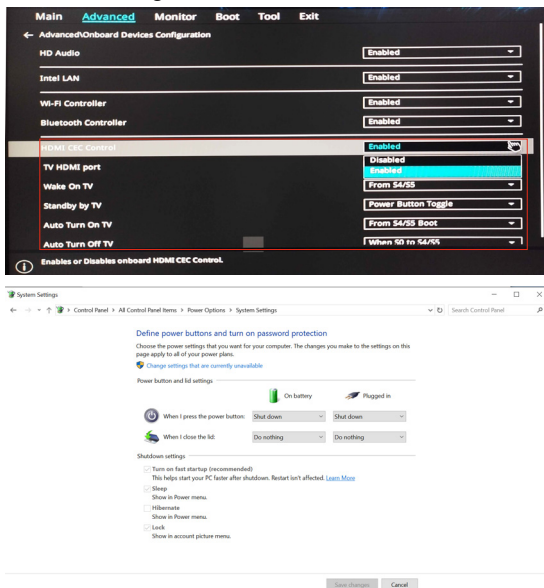 Main Advanced Monitor Boot Tool Exit
← Advanced\Onboard Devices Configuration
HD Audio Enabled
Intel LAN Enabled
Wi-Fi Controller Enabled
Bluetooth Controller Enabled
HDMI CEC Control Enabled
Disabled
Enabled
TV HDMI port
Wake On TV From S4/S5
Standby by TV Power Button Toggle
Auto Turn On TV From S4/S5 Boot
Auto Turn Off TV When S0 to S4/S5
Enables or Disables onboard HDMI CEC Control.
System Settings
Control Panel > All Control Panel Items > Power Options > System Settings
Search Control Panel
Define power buttons and turn on password protection
Choose the power settings that you want for your computer. The changes you make to the settings on this
page apply to all of your power plans.
Change settings that are currently unavailable
Power button and lid settings
On battery Plugged in
When I press the power button: Shut down Shut down
When I close the lid: Do nothing Do nothing
Shutdown settings
Turn on fast startup (recommended)
This helps start your PC faster after shutdown. Restart isn't affected. Learn More
Sleep
Show in Power menu.
Hibernate
Show in Power menu.
Lock
Show in account picture menu.
Save changes Cancel